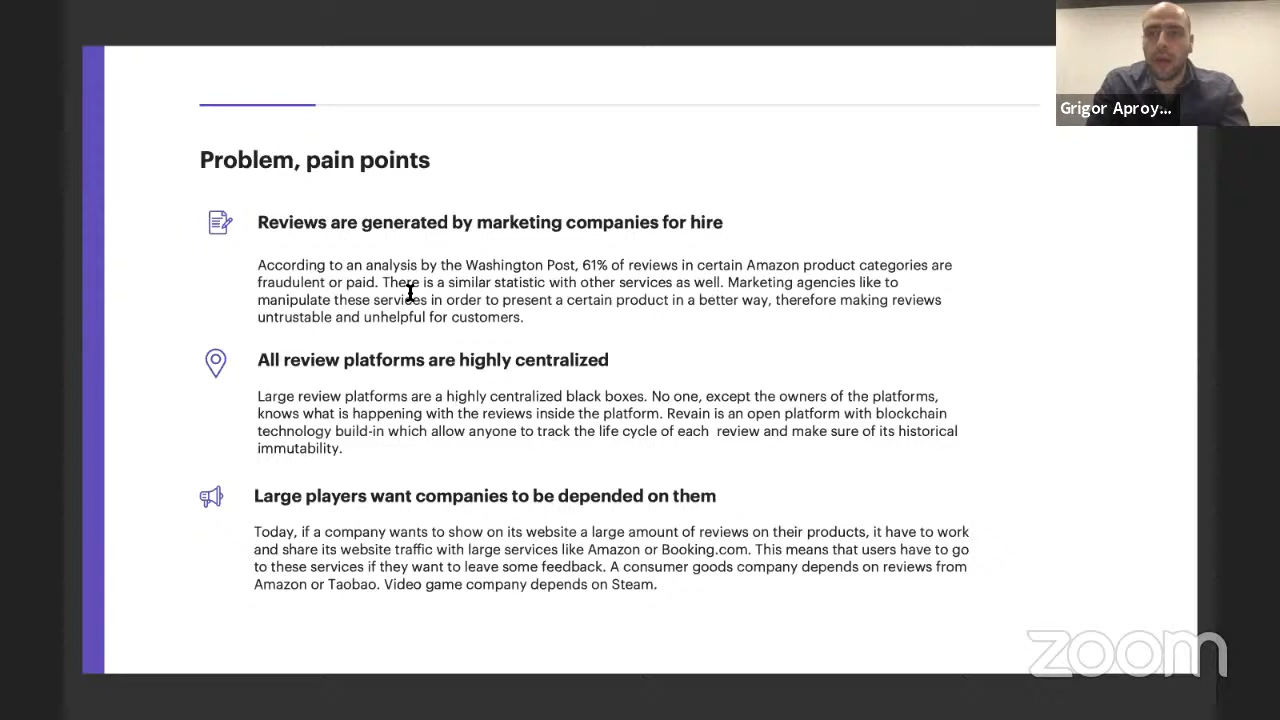 Grigor Aproy...
Problem, pain points
Reviews are generated by marketing companies for hire
According to an analysis by the Washington Post, 61% of reviews in certain Amazon product categories are
fraudulent or paid. There is a similar statistic with other services as well. Marketing agencies like to
manipulate these services in order to present a certain product in a better way, therefore making reviews
untrustable and unhelpful for customers.
All review platforms are highly centralized
Large review platforms are a highly centralized black boxes. No one, except the owners of the platforms,
knows what is happening with the reviews inside the platform. Revain is an open platform with blockchain
technology build-in which allow anyone to track the life cycle of each  review and make sure of its historical
immutability.
Large players want companies to be depended on them
Today, if a company wants to show on its website a large amount of reviews on their products, it have to work
and share its website traffic with large services like Amazon or Booking.com. This means that users have to go
to these services if they want to leave some feedback. A consumer goods company depends on reviews from
Amazon or Taobao. Video game company depends on Steam.
zoom